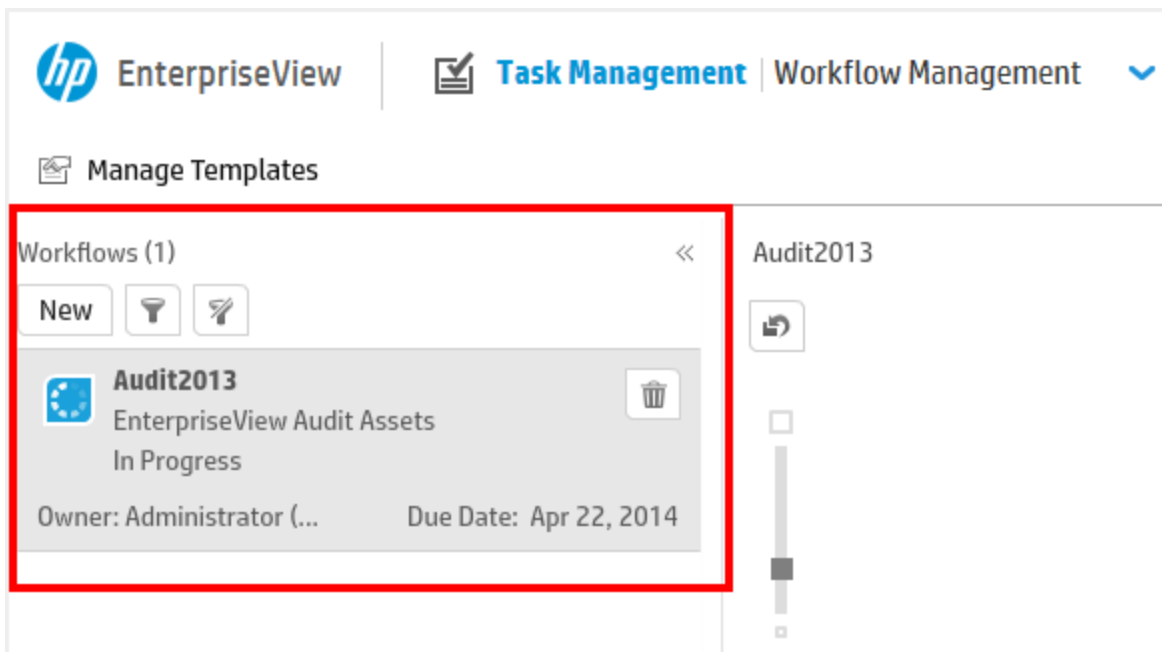 hp EnterpriseView Task Management | Workflow Management
Manage Templates
Workflows (1)
New
Audit2013
EnterpriseView Audit Assets
In Progress
Owner: Administrator (... Due Date: Apr 22, 2014
Audit2013